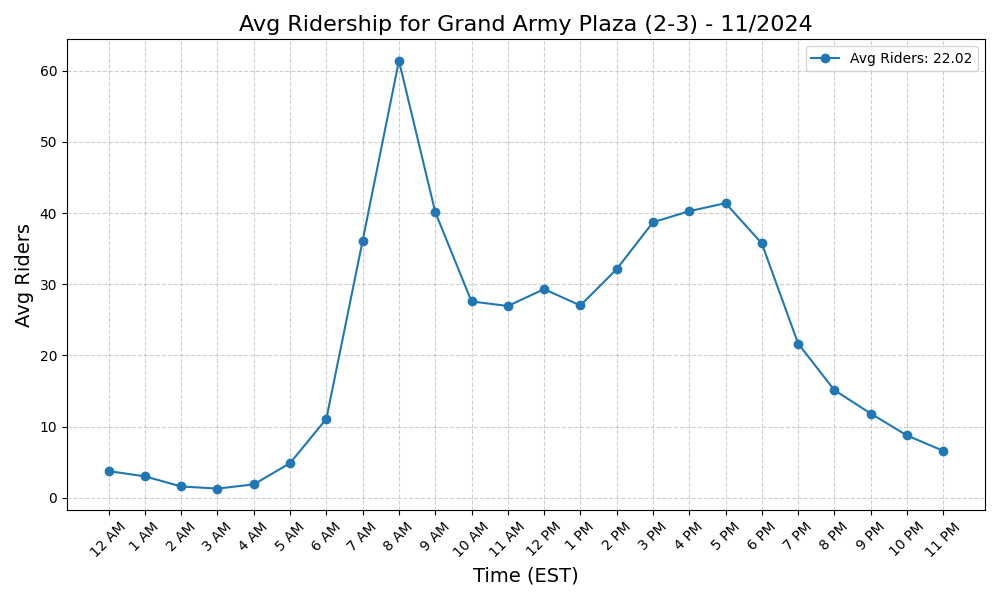 Avg Ridership for Grand Army Plaza (2-3) - 11/2024
Avg Riders: 22.02
Avg Riders
60
50
40
30
20
10
0
12 AM
1 AM
2 AM
3 AM
4 AM
5 AM
6 AM
7 AM
8 AM
9 AM
10 AM
11 AM
12 PM
1 PM
2 PM
3 PM
4 PM
5 PM
6 PM
7 PM
8 PM
9 PM
10 PM
11 PM
Time (EST)